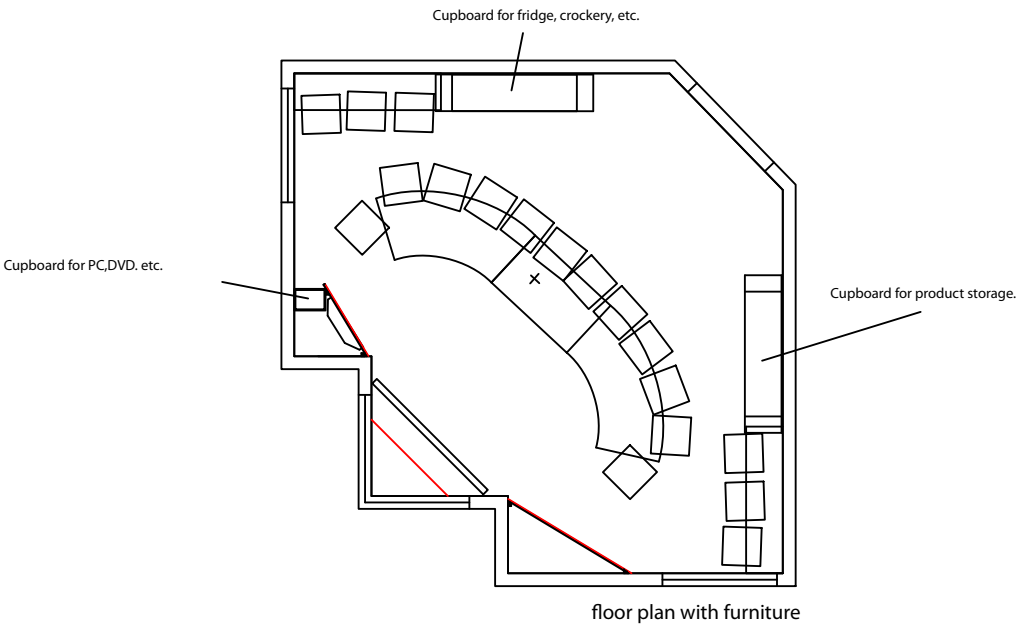 Cupboard for fridge, crockery, etc.
Cupboard for PC,DVD. etc.
Cupboard for product storage.
floor plan with furniture